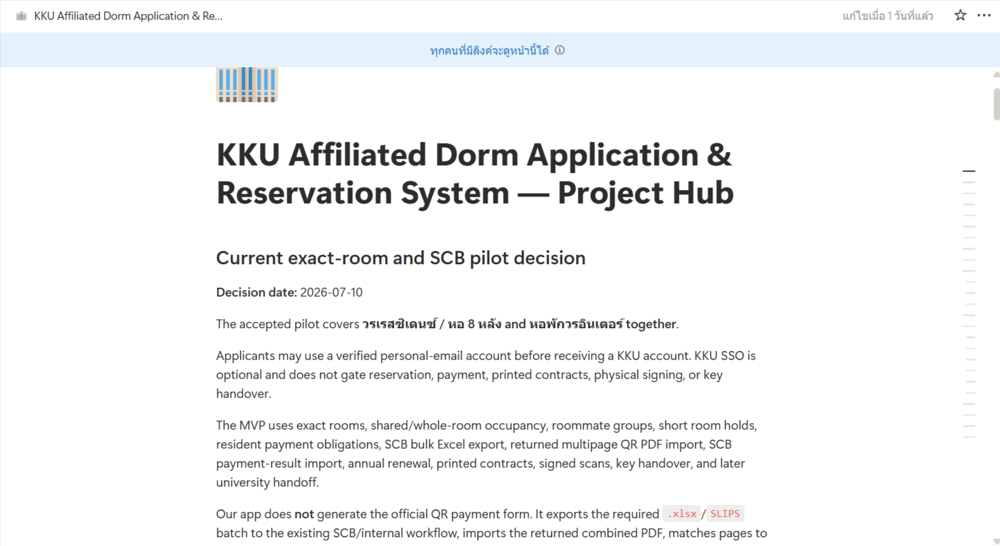 KKU Affiliated Dorm Application & Re...
แก้ไขเมื่อ 1 วันที่แล้ว
ทุกคนที่มีลิงค์จะดูหน้านี้ได้
KKU Affiliated Dorm Application &
Reservation System — Project Hub
Current exact-room and SCB pilot decision
Decision date: 2026-07-10
The accepted pilot covers วรเรสซิเดนซ์ / หอ 8 หลัง and หอพักวรอินเตอร์ together.
Applicants may use a verified personal-email account before receiving a KKU account. KKU SSO is
optional and does not gate reservation, payment, printed contracts, physical signing, or key
handover.
The MVP uses exact rooms, shared/whole-room occupancy, roommate groups, short room holds,
resident payment obligations, SCB bulk Excel export, returned multipage QR PDF import, SCB
payment-result import, annual renewal, printed contracts, signed scans, key handover, and later
university handoff.
Our app does not generate the official QR payment form. It exports the required .xlsx/SLIPS
batch to the existing SCB/internal workflow, imports the returned combined PDF, matches pages to